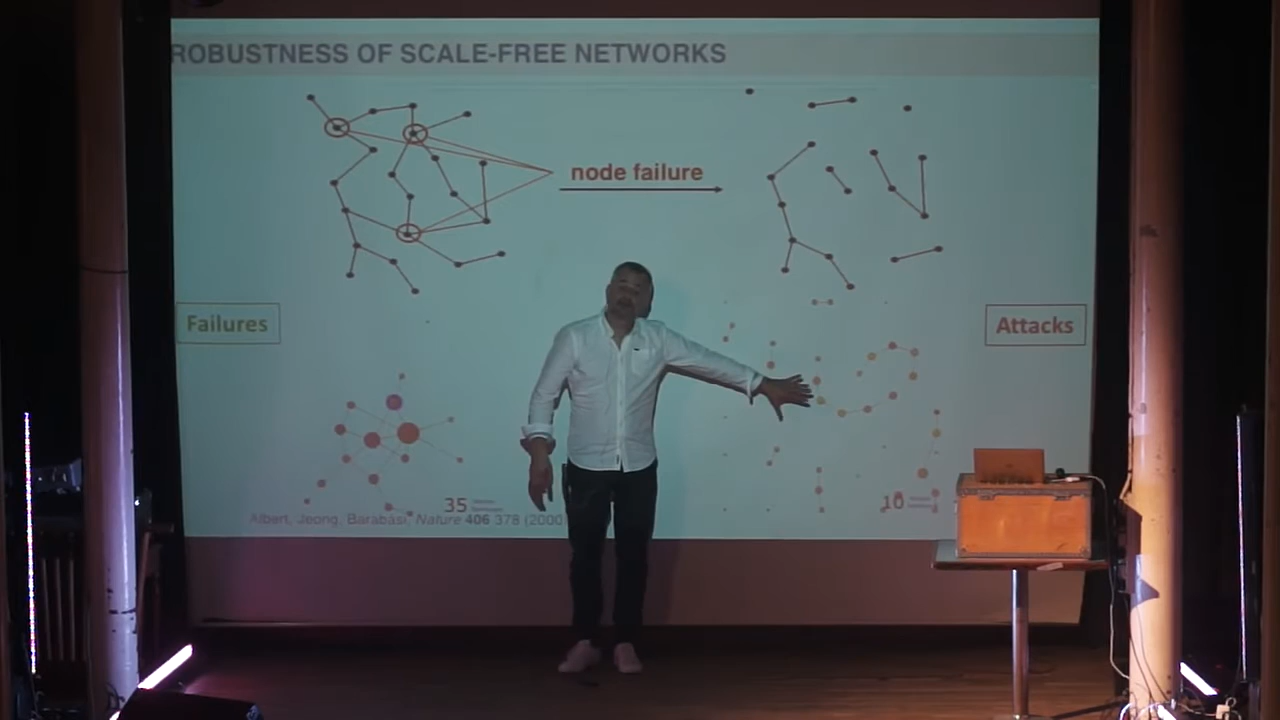 ROBUSTNESS OF SCALE-FREE NETWORKS
node failure
Failures
Attacks
35
10
Albert, Jeong, Barabási, Nature 406 378 (2000)